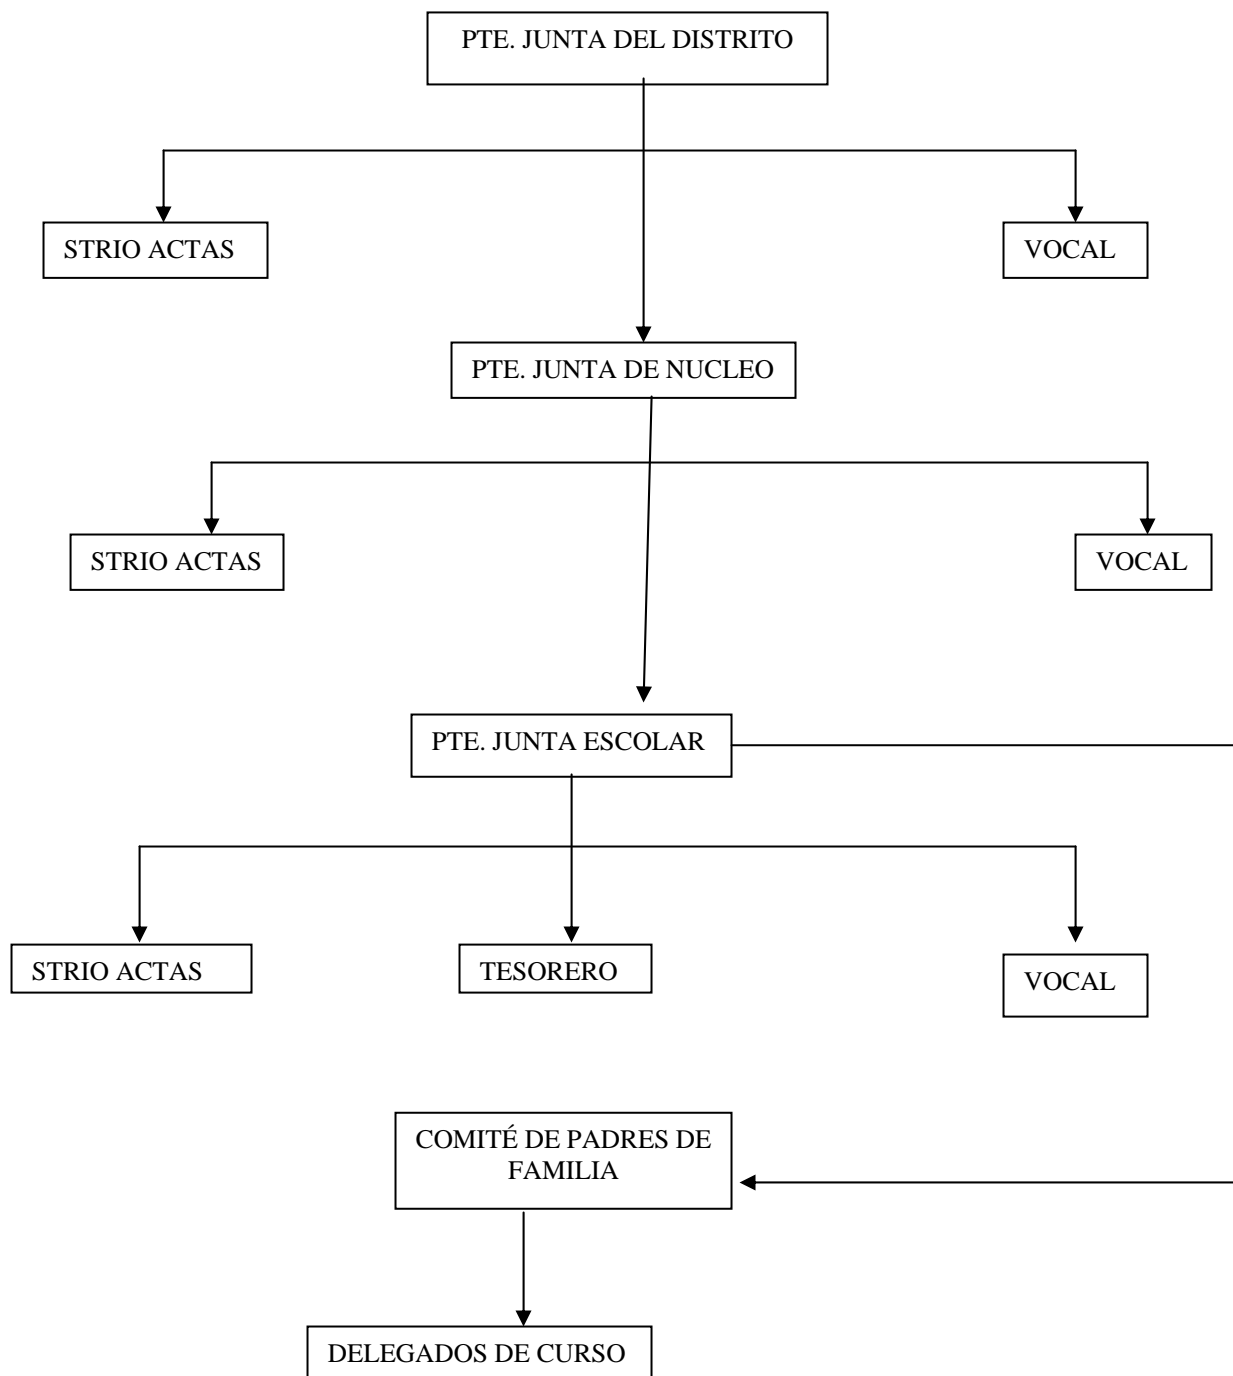 PTE. JUNTA DEL DISTRITO
STRIO ACTAS
VOCAL
PTE. JUNTA DE NUCLEO
STRIO ACTAS
VOCAL
PTE. JUNTA ESCOLAR
STRIO ACTAS
TESORERO
VOCAL
COMITÉ DE PADRES DE
FAMILIA
DELEGADOS DE CURSO